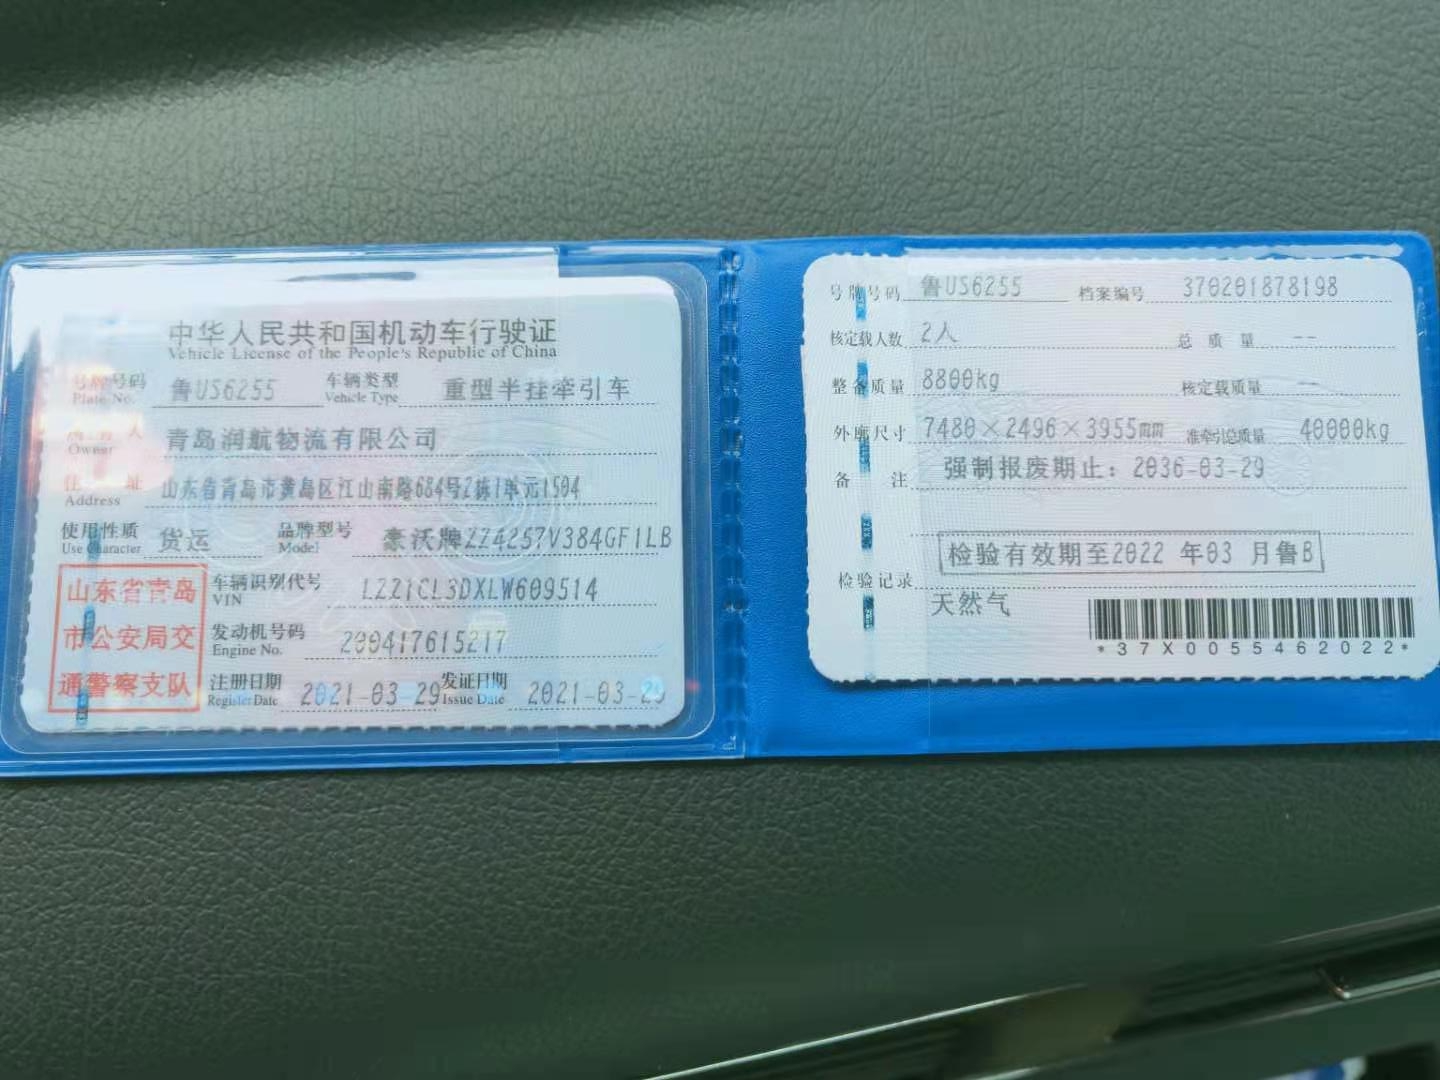 中华人民共和国机动车行驶证
Vehicle License of the People's Republic of China
号牌号码 鲁US6255 车辆类型 重型半挂牵引车
Plate No. Vehicle Type
所有人 青岛润航物流有限公司
Owner
住址 山东省青岛市黄岛区江山南路684号2栋1单元1504
Address
使用性质 货运 品牌型号 豪沃牌ZZ4257V384GF1LB
Use Character Model
山东省青岛市公安局交通警察支队
车辆识别代号 LZZ1CL3DXLW609514
VIN
发动机号码 200417615217
Engine No.
注册日期 2021-03-29 发证日期 2021-03-29
Register Date Issue Date
号牌号码 鲁US6255 档案编号 370201878198
核定载人数 2人 总质量 --
整备质量 8800kg 核定载质量 --
外廓尺寸 7480×2496×3955mm 准牵引总质量 40000kg
备注 强制报废期止：2036-03-29
检验有效期至2022年03月鲁B
检验记录
天然气
*37X0055462022*